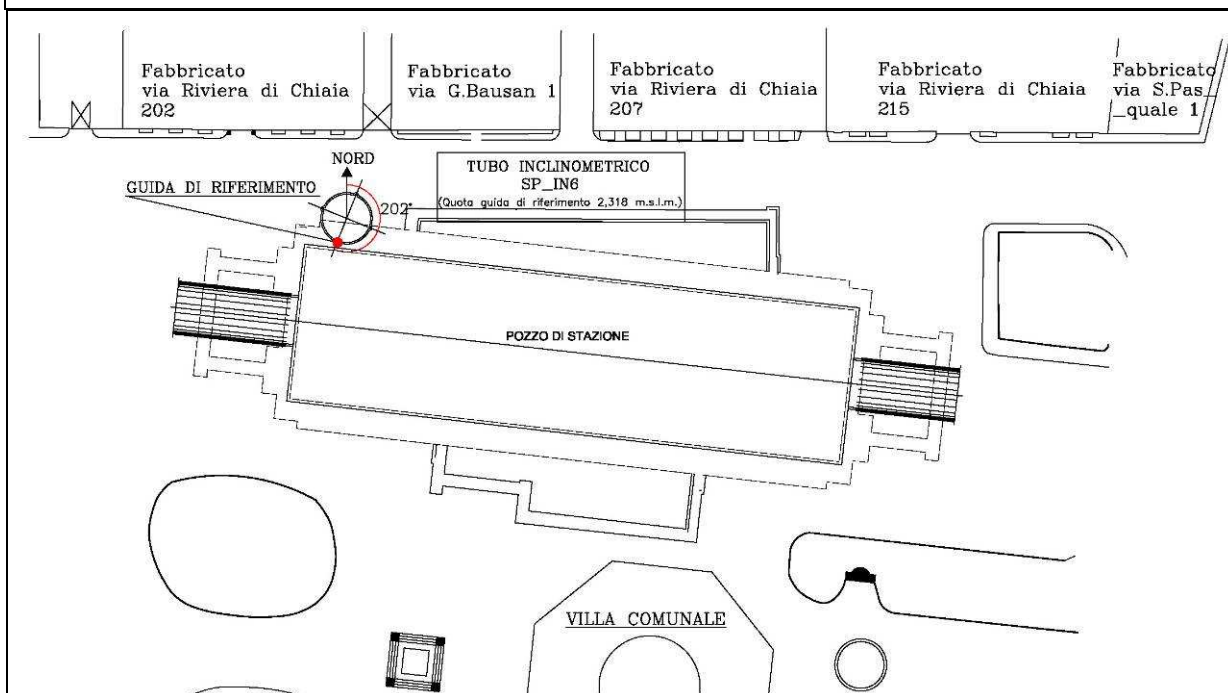 Fabbricato
via Riviera di Chiaia
202
Fabbricato
via G.Bausan 1
Fabbricato
via Riviera di Chiaia
207
Fabbricato
via Riviera di Chiaia
215
Fabbricato
via S.Pas_
_quale 1
NORD
GUIDA DI RIFERIMENTO
202°
TUBO INCLINOMETRICO
SP_IN6
(Quota guida di riferimento 2,318 m.s.l.m.)
POZZO DI STAZIONE
VILLA COMUNALE